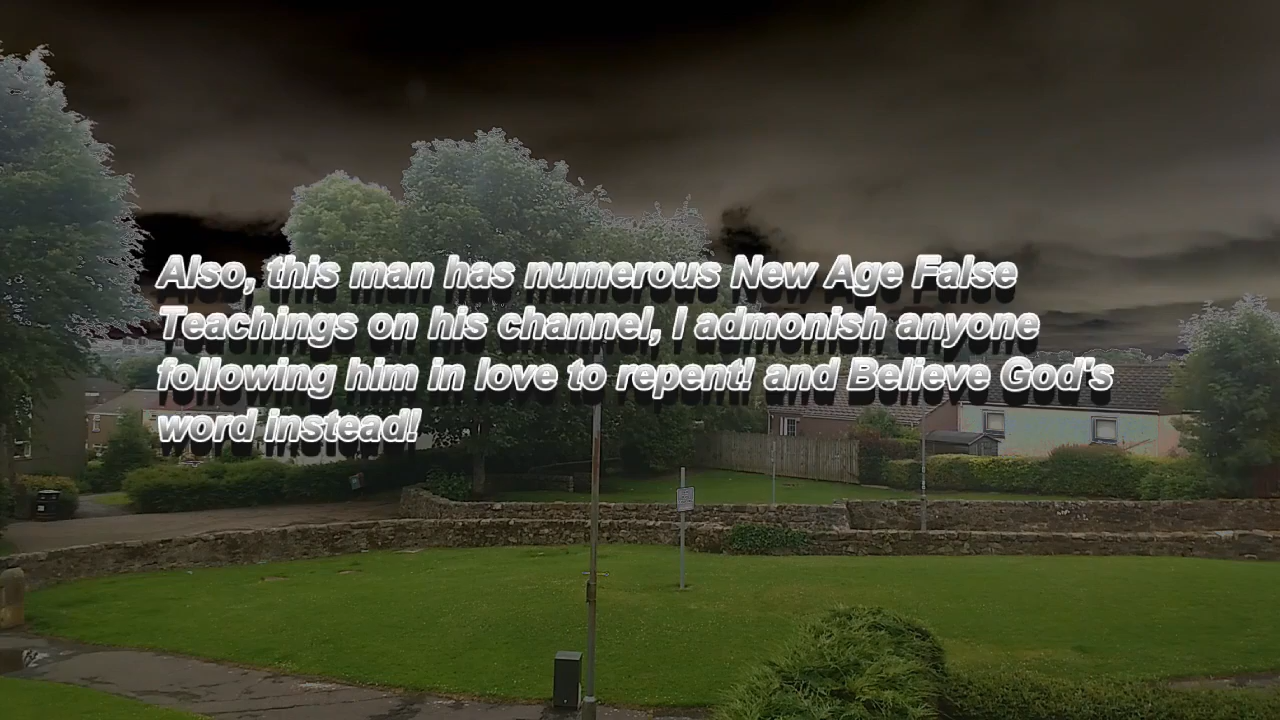 Also, this man has numerous New Age False
Teachings on his channel, I admonish anyone
following him in love to repent! and Believe God's
word instead!